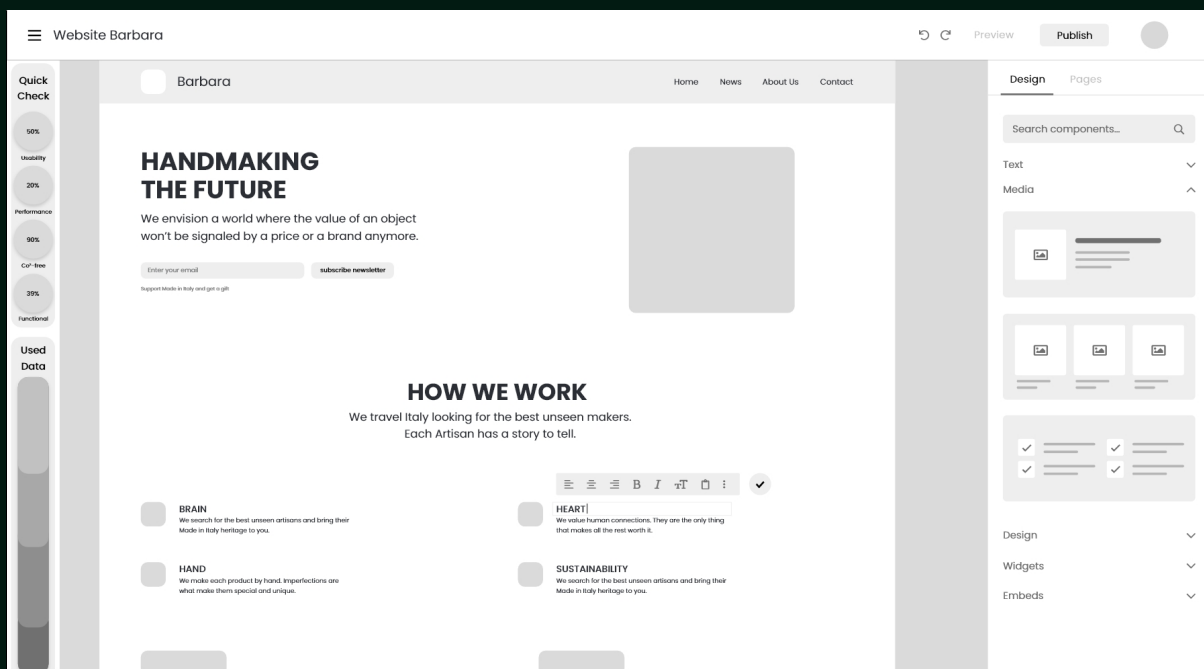 Website Barbara
Preview
Publish
Quick
Check
50%
Usability
20%
Performance
90%
Co²-free
39%
Functional
Used
Data
Barbara
Home
News
About Us
Contact
HANDMAKING
THE FUTURE
We envision a world where the value of an object
won't be signaled by a price or a brand anymore.
Enter your email
subscribe newsletter
Support Made in Italy and get a gift
HOW WE WORK
We travel Italy looking for the best unseen makers.
Each Artisan has a story to tell.
B I TT
BRAIN
We search for the best unseen artisans and bring their
Made in Italy heritage to you.
HEART
We value human connections. They are the only thing
that makes all the rest worth it.
HAND
We make each product by hand. Imperfections are
what make them special and unique.
SUSTAINABILITY
We search for the best unseen artisans and bring their
Made in Italy heritage to you.
Design
Pages
Search components...
Text
Media
Design
Widgets
Embeds